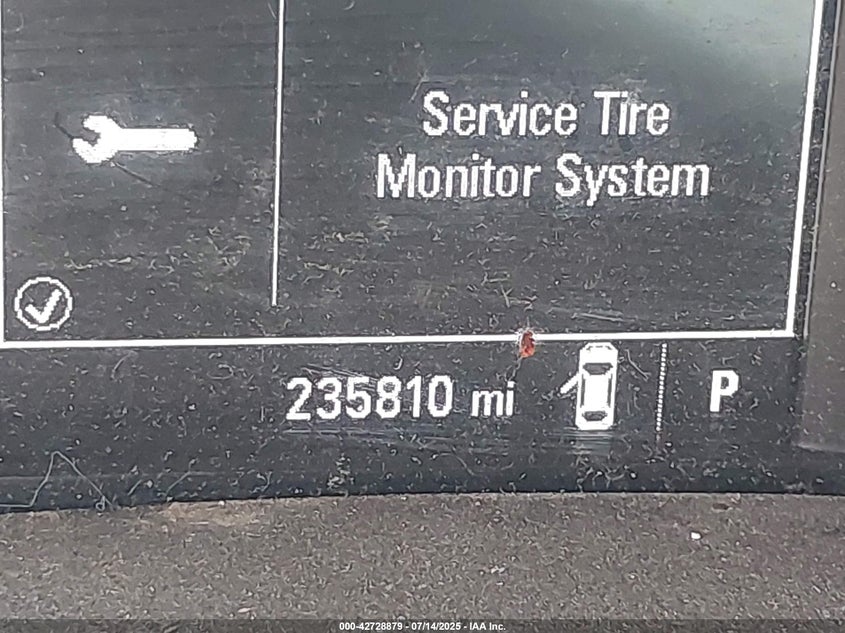 Service Tire
Monitor System
235810 mi
P
000-42728879 - 07/14/2025 - IAA Inc.